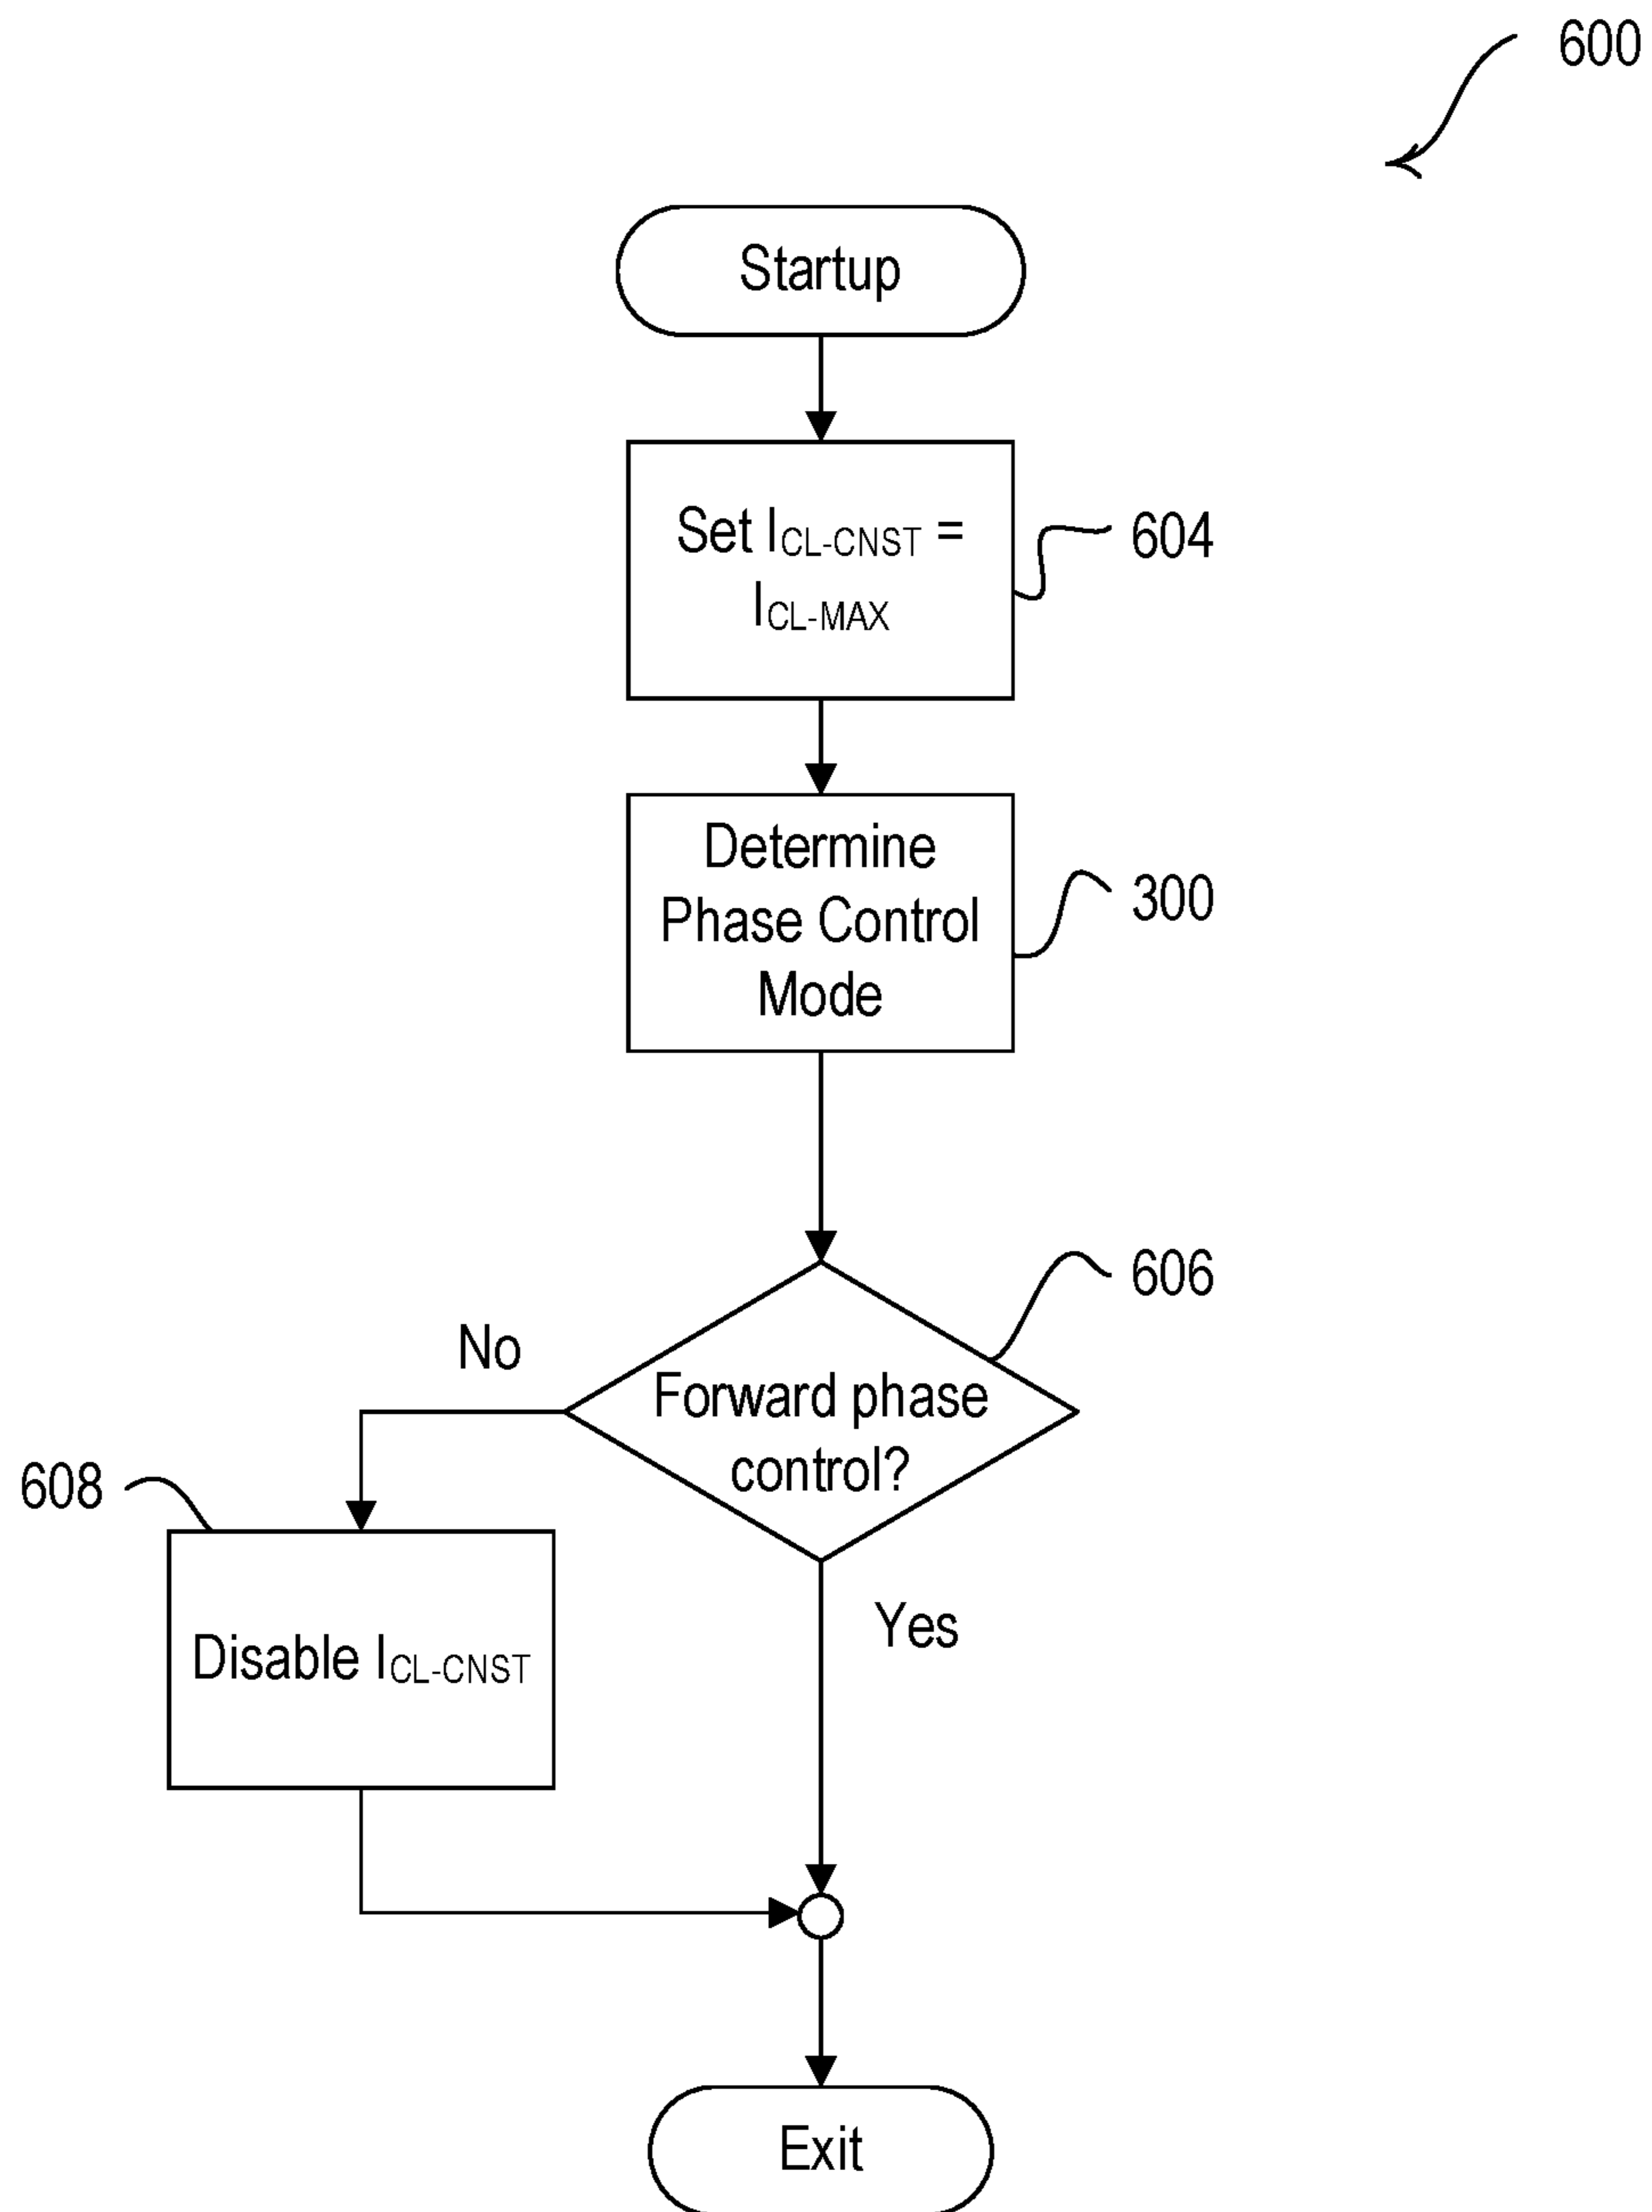 600
Startup
Set ICL-CNST =
ICL-MAX
604
Determine
Phase Control
Mode
300
606
No
Forward phase
control?
608
Yes
Disable ICL-CNST
Exit